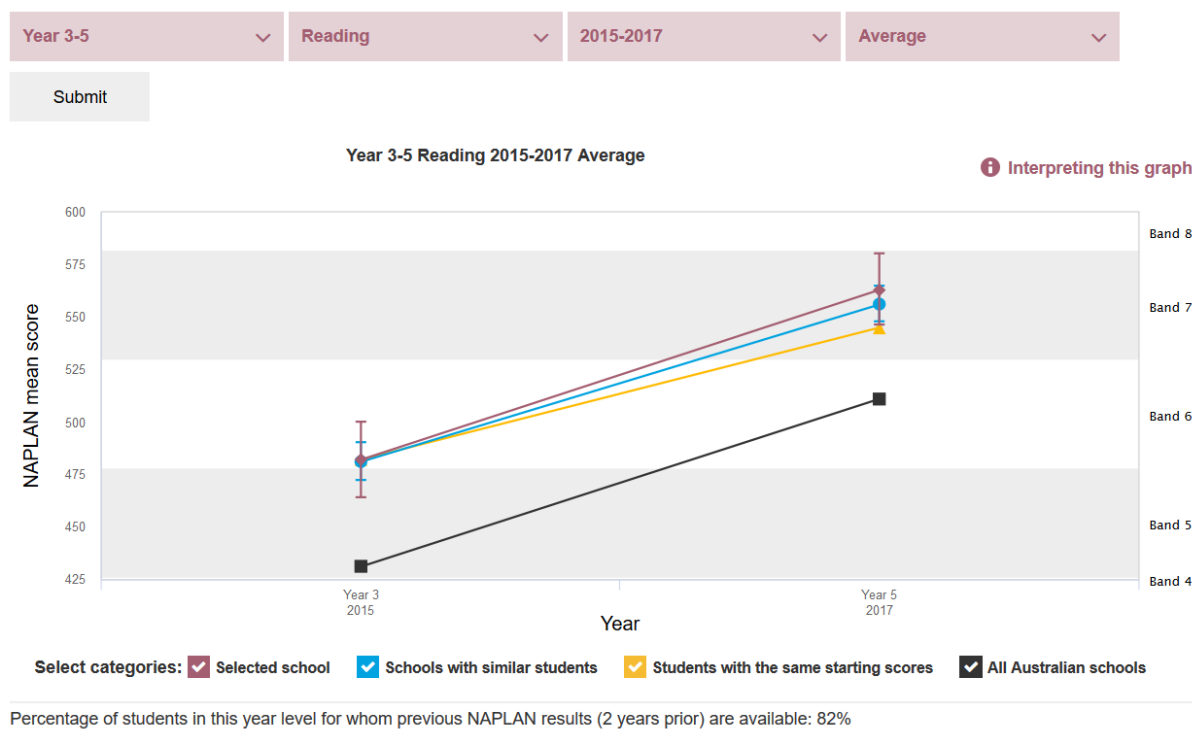 Year 3-5
Reading
2015-2017
Average
Submit
Year 3-5 Reading 2015-2017 Average
Interpreting this graph
NAPLAN mean score
600
575
550
525
500
475
450
425
Band 8
Band 7
Band 6
Band 5
Band 4
Year 3
2015
Year 5
2017
Year
Select categories: Selected school Schools with similar students Students with the same starting scores All Australian schools
Percentage of students in this year level for whom previous NAPLAN results (2 years prior) are available: 82%